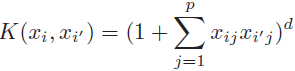 K(x_i, x_{i'}) = (1 + \sum_{j=1}^{p} x_{ij} x_{i'j})^d